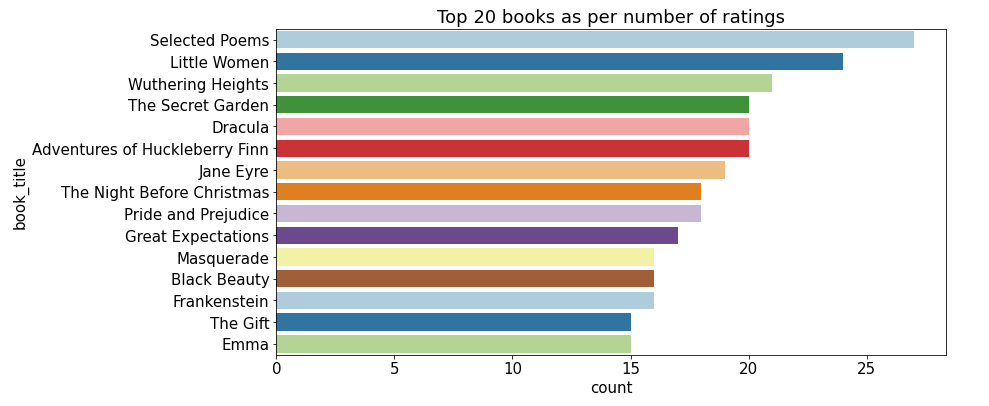 Top 20 books as per number of ratings
book_title
Selected Poems
Little Women
Wuthering Heights
The Secret Garden
Dracula
Adventures of Huckleberry Finn
Jane Eyre
The Night Before Christmas
Pride and Prejudice
Great Expectations
Masquerade
Black Beauty
Frankenstein
The Gift
Emma
0 5 10 15 20 25
count